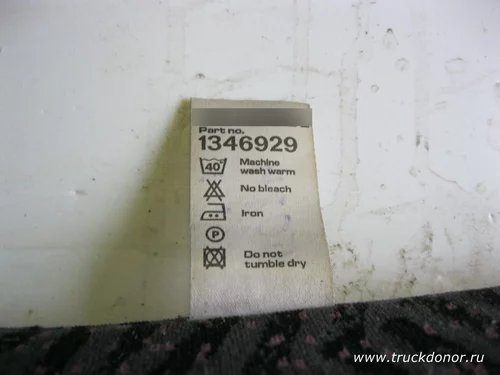 Part no.
1346929
40 Machine
wash warm
No bleach
Iron
P
Do not
tumble dry
www.truckdonor.ru